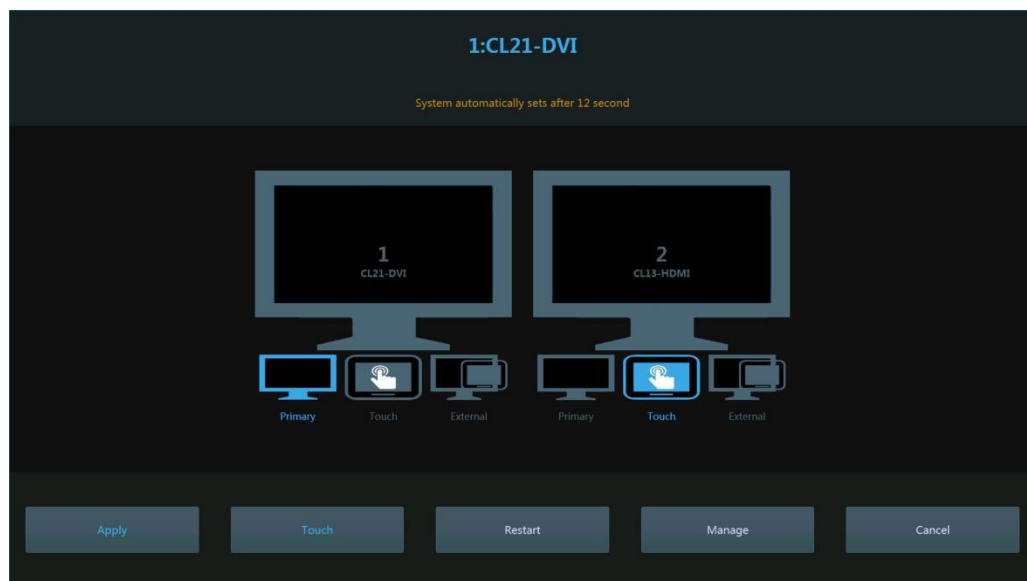 1:CL21-DVI
System automatically sets after 12 second
1
CL21-DVI
2
CL13-HDMI
Primary Touch External Primary Touch External
Apply Touch Restart Manage Cancel